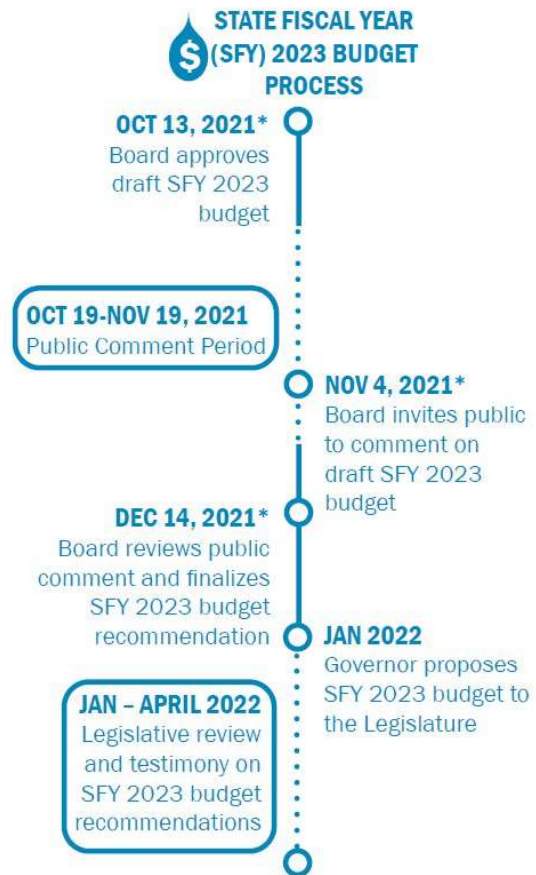 STATE FISCAL YEAR
(SFY) 2023 BUDGET
PROCESS
$
OCT 13, 2021*
Board approves
draft SFY 2023
budget
OCT 19-NOV 19, 2021
Public Comment Period
NOV 4, 2021*
Board invites public
to comment on
draft SFY 2023
budget
DEC 14, 2021*
Board reviews public
comment and finalizes
SFY 2023 budget
recommendation
JAN 2022
Governor proposes
SFY 2023 budget to
the Legislature
JAN – APRIL 2022
Legislative review
and testimony on
SFY 2023 budget
recommendations